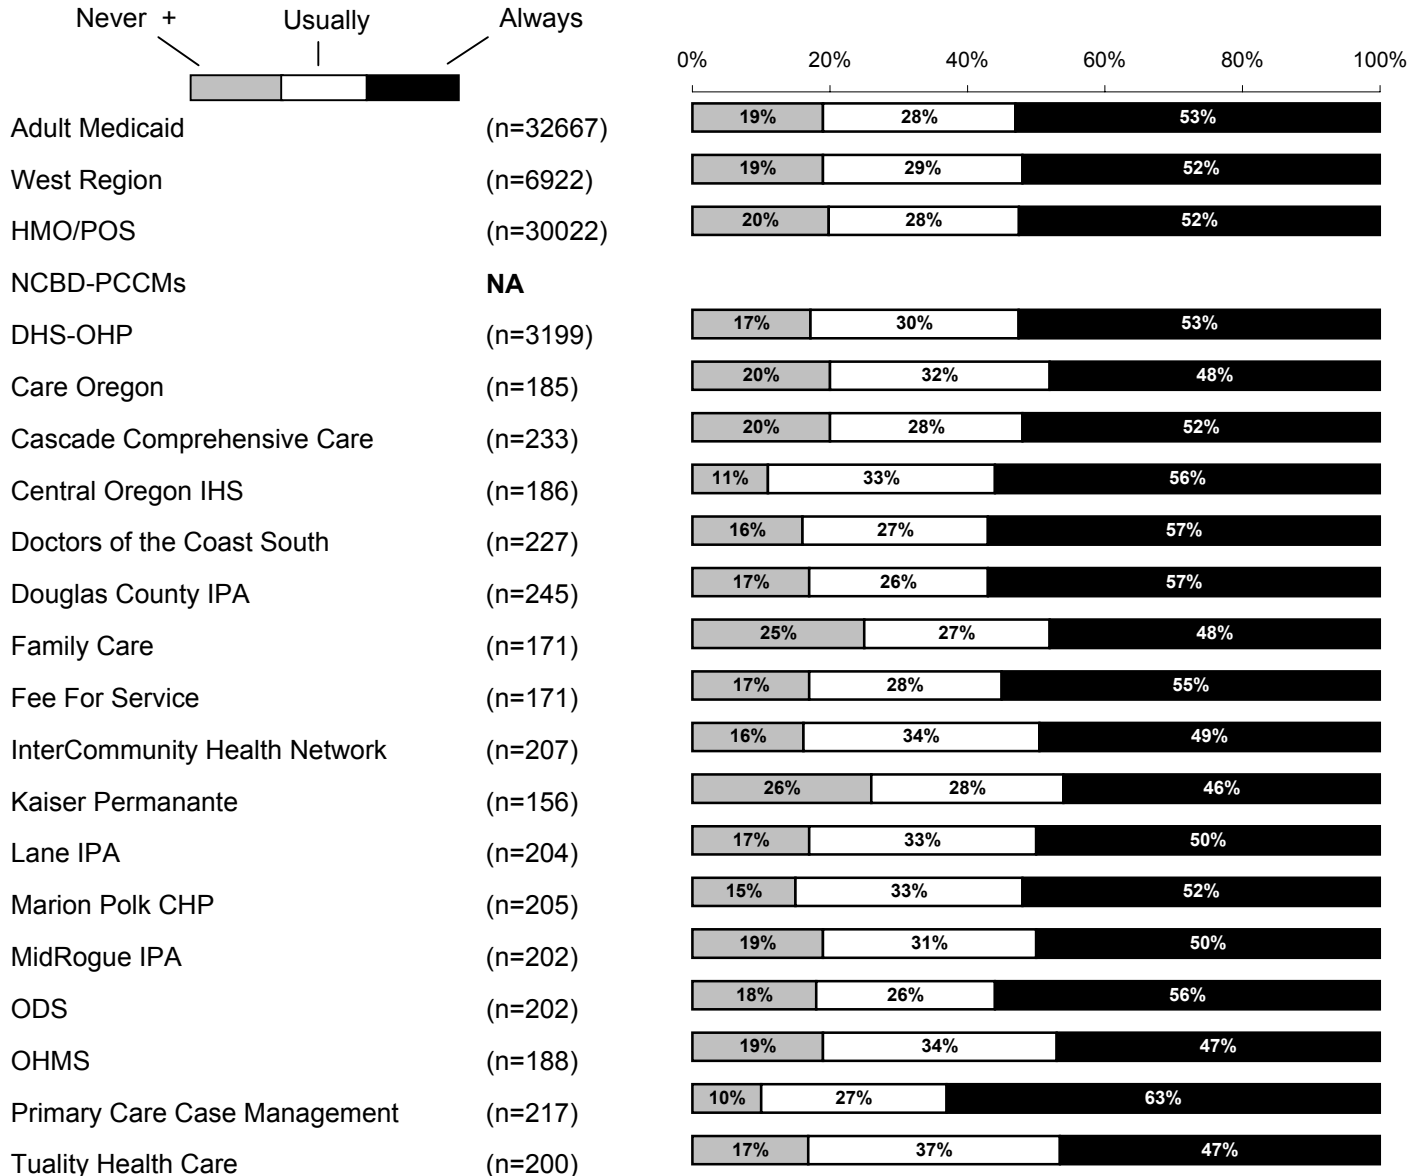 Never + Usually Always
0% 20% 40% 60% 80% 100%
Adult Medicaid (n=32667) 19% 28% 53%
West Region (n=6922) 19% 29% 52%
HMO/POS (n=30022) 20% 28% 52%
NCBD-PCCMs NA
DHS-OHP (n=3199) 17% 30% 53%
Care Oregon (n=185) 20% 32% 48%
Cascade Comprehensive Care (n=233) 20% 28% 52%
Central Oregon IHS (n=186) 11% 33% 56%
Doctors of the Coast South (n=227) 16% 27% 57%
Douglas County IPA (n=245) 17% 26% 57%
Family Care (n=171) 25% 27% 48%
Fee For Service (n=171) 17% 28% 55%
InterCommunity Health Network (n=207) 16% 34% 49%
Kaiser Permanante (n=156) 26% 28% 46%
Lane IPA (n=204) 17% 33% 50%
Marion Polk CHP (n=205) 15% 33% 52%
MidRogue IPA (n=202) 19% 31% 50%
ODS (n=202) 18% 26% 56%
OHMS (n=188) 19% 34% 47%
Primary Care Case Management (n=217) 10% 27% 63%
Tuality Health Care (n=200) 17% 37% 47%